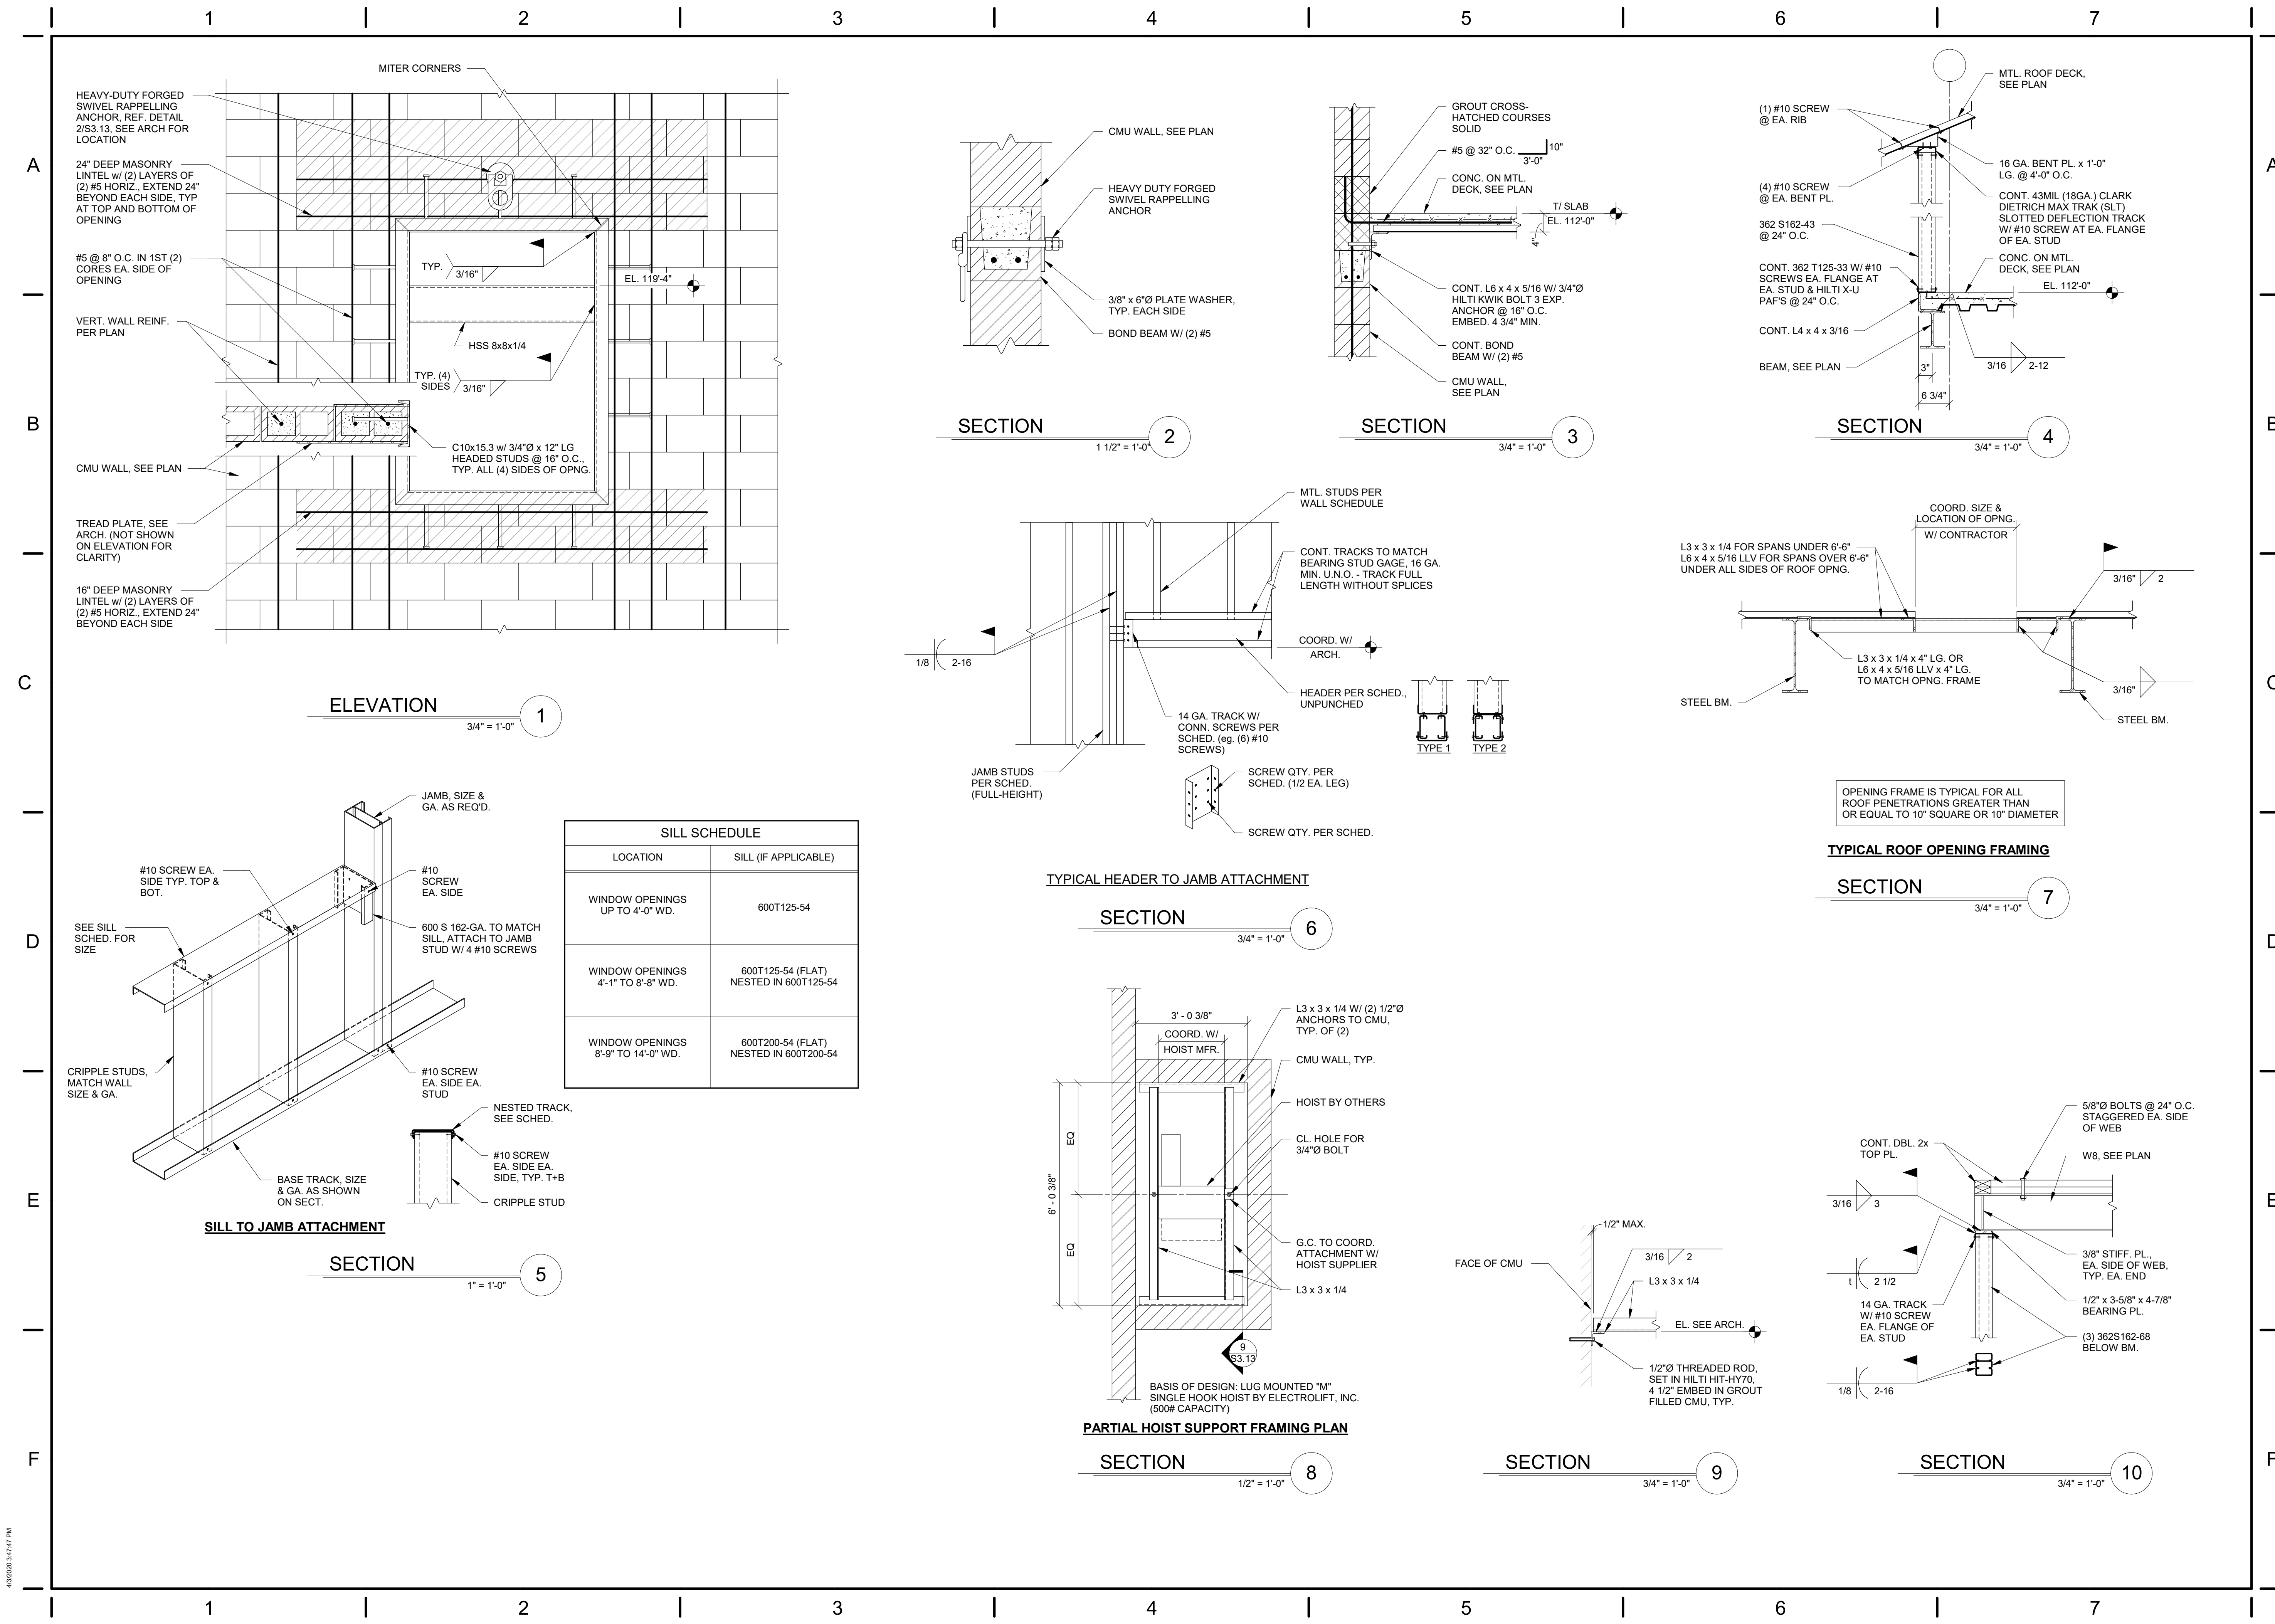 1 2 3 4 5 6 7
A
B
C
D
E
F
MITER CORNERS
HEAVY-DUTY FORGED
SWIVEL RAPPELLING
ANCHOR, REF. DETAIL
2/S3.13, SEE ARCH FOR
LOCATION
24" DEEP MASONRY
LINTEL w/ (2) LAYERS OF
(2) #5 HORIZ., EXTEND 24"
BEYOND EACH SIDE, TYP
AT TOP AND BOTTOM OF
OPENING
#5 @ 8" O.C. IN 1ST (2)
CORES EA. SIDE OF
OPENING
VERT. WALL REINF.
PER PLAN
CMU WALL, SEE PLAN
TREAD PLATE, SEE
ARCH. (NOT SHOWN
ON ELEVATION FOR
CLARITY)
16" DEEP MASONRY
LINTEL w/ (2) LAYERS OF
(2) #5 HORIZ., EXTEND 24"
BEYOND EACH SIDE
TYP.
3/16"
EL. 119'-4"
HSS 8x8x1/4
TYP. (4)
SIDES
3/16"
C10x15.3 w/ 3/4"Ø x 12" LG
HEADED STUDS @ 16" O.C.,
TYP. ALL (4) SIDES OF OPNG.
ELEVATION
3/4" = 1'-0"
1
CMU WALL, SEE PLAN
HEAVY DUTY FORGED
SWIVEL RAPPELLING
ANCHOR
3/8" x 6"Ø PLATE WASHER,
TYP. EACH SIDE
BOND BEAM W/ (2) #5
SECTION
1 1/2" = 1'-0"
2
GROUT CROSS-
HATCHED COURSES
SOLID
#5 @ 32" O.C.
10"
3'-0"
CONC. ON MTL.
DECK, SEE PLAN
T/ SLAB
EL. 112'-0"
4"
CONT. L6 x 4 x 5/16 W/ 3/4"Ø
HILTI KWIK BOLT 3 EXP.
ANCHOR @ 16" O.C.
EMBED. 4 3/4" MIN.
CONT. BOND
BEAM W/ (2) #5
CMU WALL,
SEE PLAN
SECTION
3/4" = 1'-0"
3
MTL. ROOF DECK,
SEE PLAN
(1) #10 SCREW
@ EA. RIB
16 GA. BENT PL. x 1'-0"
LG. @ 4'-0" O.C.
(4) #10 SCREW
@ EA. BENT PL.
CONT. 43MIL (18GA.) CLARK
DIETRICH MAX TRAK (SLT)
SLOTTED DEFLECTION TRACK
W/ #10 SCREW AT EA. FLANGE
OF EA. STUD
362 S162-43
@ 24" O.C.
CONC. ON MTL.
DECK, SEE PLAN
CONT. 362 T125-33 W/ #10
SCREWS EA. FLANGE AT
EA. STUD & HILTI X-U
PAF'S @ 24" O.C.
EL. 112'-0"
CONT. L4 x 4 x 3/16
BEAM, SEE PLAN
3"
3/16
2-12
6 3/4"
SECTION
3/4" = 1'-0"
4
JAMB, SIZE &
GA. AS REQ'D.
#10 SCREW EA.
SIDE TYP. TOP &
BOT.
#10
SCREW
EA. SIDE
SEE SILL
SCHED. FOR
SIZE
600 S 162-GA. TO MATCH
SILL, ATTACH TO JAMB
STUD W/ 4 #10 SCREWS
CRIPPLE STUDS,
MATCH WALL
SIZE & GA.
#10 SCREW
EA. SIDE EA.
STUD
NESTED TRACK,
SEE SCHED.
#10 SCREW
EA. SIDE EA.
SIDE, TYP. T+B
BASE TRACK, SIZE
& GA. AS SHOWN
ON SECT.
CRIPPLE STUD
SILL TO JAMB ATTACHMENT
SECTION
1" = 1'-0"
5
SILL SCHEDULE
LOCATION SILL (IF APPLICABLE)
WINDOW OPENINGS
UP TO 4'-0" WD.
600T125-54
WINDOW OPENINGS
4'-1" TO 8'-8" WD.
600T125-54 (FLAT)
NESTED IN 600T125-54
WINDOW OPENINGS
8'-9" TO 14'-0" WD.
600T200-54 (FLAT)
NESTED IN 600T200-54
MTL. STUDS PER
WALL SCHEDULE
CONT. TRACKS TO MATCH
BEARING STUD GAGE, 16 GA.
MIN. U.N.O. - TRACK FULL
LENGTH WITHOUT SPLICES
1/8
2-16
COORD. W/
ARCH.
HEADER PER SCHED.,
UNPUNCHED
14 GA. TRACK W/
CONN. SCREWS PER
SCHED. (eg. (6) #10
SCREWS)
TYPE 1
TYPE 2
JAMB STUDS
PER SCHED.
(FULL-HEIGHT)
SCREW QTY. PER
SCHED. (1/2 EA. LEG)
SCREW QTY. PER SCHED.
TYPICAL HEADER TO JAMB ATTACHMENT
SECTION
3/4" = 1'-0"
6
COORD. SIZE &
LOCATION OF OPNG.
W/ CONTRACTOR
L3 x 3 x 1/4 FOR SPANS UNDER 6'-6"
L6 x 4 x 5/16 LLV FOR SPANS OVER 6'-6"
UNDER ALL SIDES OF ROOF OPNG.
3/16"
2
L3 x 3 x 1/4 x 4" LG. OR
L6 x 4 x 5/16 LLV x 4" LG.
TO MATCH OPNG. FRAME
3/16"
STEEL BM.
STEEL BM.
OPENING FRAME IS TYPICAL FOR ALL
ROOF PENETRATIONS GREATER THAN
OR EQUAL TO 10" SQUARE OR 10" DIAMETER
TYPICAL ROOF OPENING FRAMING
SECTION
3/4" = 1'-0"
7
3' - 0 3/8"
COORD. W/
HOIST MFR.
L3 x 3 x 1/4 W/ (2) 1/2"Ø
ANCHORS TO CMU,
TYP. OF (2)
CMU WALL, TYP.
HOIST BY OTHERS
CL. HOLE FOR
3/4"Ø BOLT
EQ
6' - 0 3/8"
EQ
G.C. TO COORD.
ATTACHMENT W/
HOIST SUPPLIER
L3 x 3 x 1/4
9
S3.13
BASIS OF DESIGN: LUG MOUNTED "M"
SINGLE HOOK HOIST BY ELECTROLIFT, INC.
(500# CAPACITY)
PARTIAL HOIST SUPPORT FRAMING PLAN
SECTION
1/2" = 1'-0"
8
1/2" MAX.
FACE OF CMU
3/16
2
L3 x 3 x 1/4
EL. SEE ARCH.
1/2"Ø THREADED ROD,
SET IN HILTI HIT-HY70,
4 1/2" EMBED IN GROUT
FILLED CMU, TYP.
SECTION
3/4" = 1'-0"
9
5/8"Ø BOLTS @ 24" O.C.
STAGGERED EA. SIDE
OF WEB
CONT. DBL. 2x
TOP PL.
W8, SEE PLAN
3/16
3
3/8" STIFF. PL.,
EA. SIDE OF WEB,
TYP. EA. END
t
2 1/2
14 GA. TRACK
W/ #10 SCREW
EA. FLANGE OF
EA. STUD
1/2" x 3-5/8" x 4-7/8"
BEARING PL.
(3) 362S162-68
BELOW BM.
1/8
2-16
SECTION
3/4" = 1'-0"
10
A
B
C
D
E
F
4/3/2020 3:47:47 PM
1 2 3 4 5 6 7